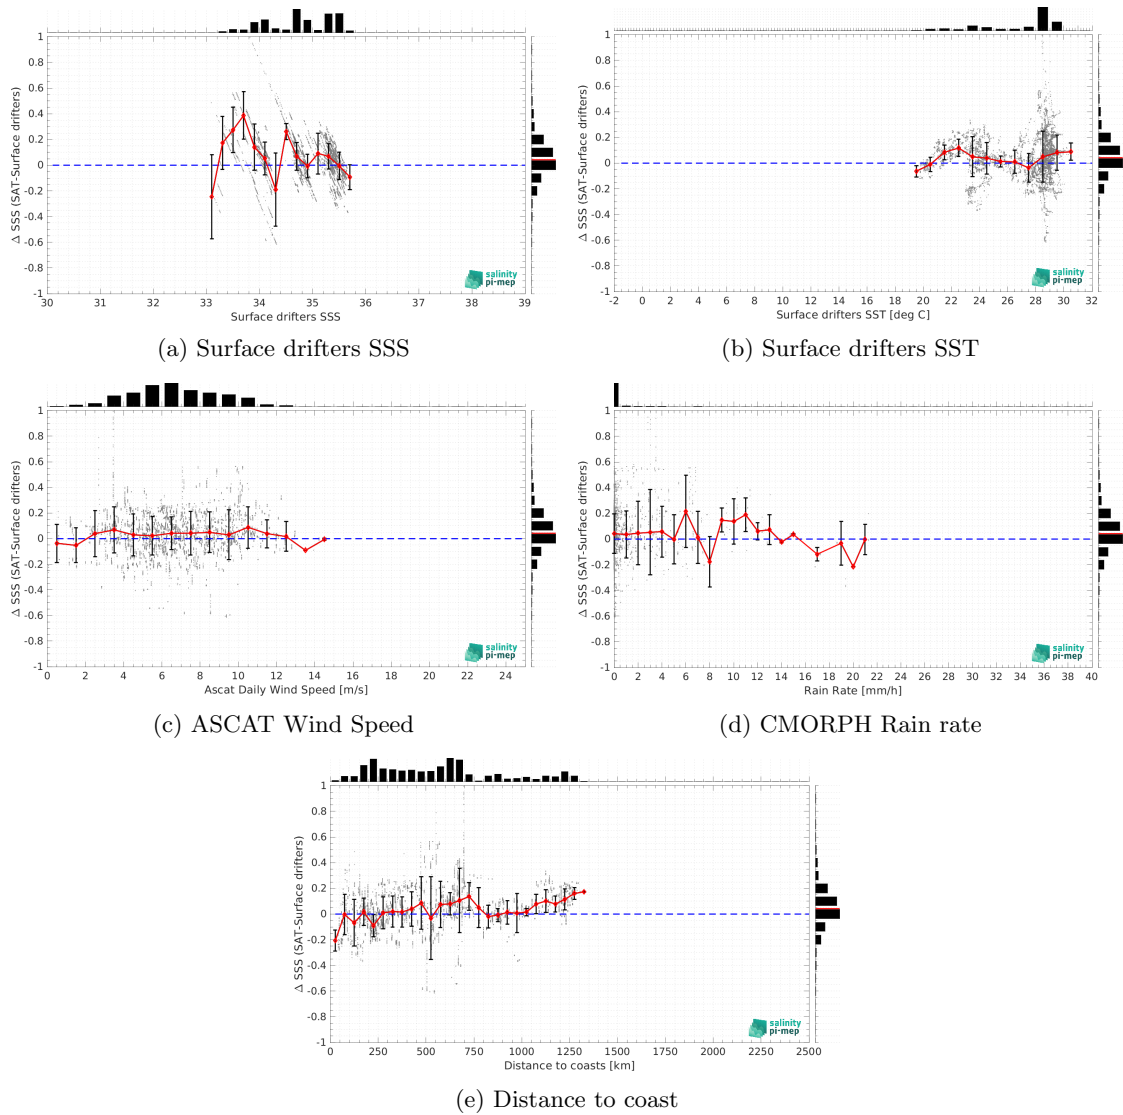 1
0.8
0.6
0.4
0.2
0
-0.2
-0.4
-0.6
-0.8
-1
Δ SSS (SAT-Surface drifters)
30 31 32 33 34 35 36 37 38 39
Surface drifters SSS
salinity
pi-mep
(a) Surface drifters SSS
1
0.8
0.6
0.4
0.2
0
-0.2
-0.4
-0.6
-0.8
-1
Δ SSS (SAT-Surface drifters)
-2 0 2 4 6 8 10 12 14 16 18 20 22 24 26 28 30 32
Surface drifters SST [deg C]
salinity
pi-mep
(b) Surface drifters SST
1
0.8
0.6
0.4
0.2
0
-0.2
-0.4
-0.6
-0.8
-1
Δ SSS (SAT-Surface drifters)
0 2 4 6 8 10 12 14 16 18 20 22 24
Ascat Daily Wind Speed [m/s]
salinity
pi-mep
(c) ASCAT Wind Speed
1
0.8
0.6
0.4
0.2
0
-0.2
-0.4
-0.6
-0.8
-1
Δ SSS (SAT-Surface drifters)
0 2 4 6 8 10 12 14 16 18 20 22 24 26 28 30 32 34 36 38 40
Rain Rate [mm/h]
salinity
pi-mep
(d) CMORPH Rain rate
1
0.8
0.6
0.4
0.2
0
-0.2
-0.4
-0.6
-0.8
-1
Δ SSS (SAT-Surface drifters)
0 250 500 750 1000 1250 1500 1750 2000 2250 2500
Distance to coasts [km]
salinity
pi-mep
(e) Distance to coast